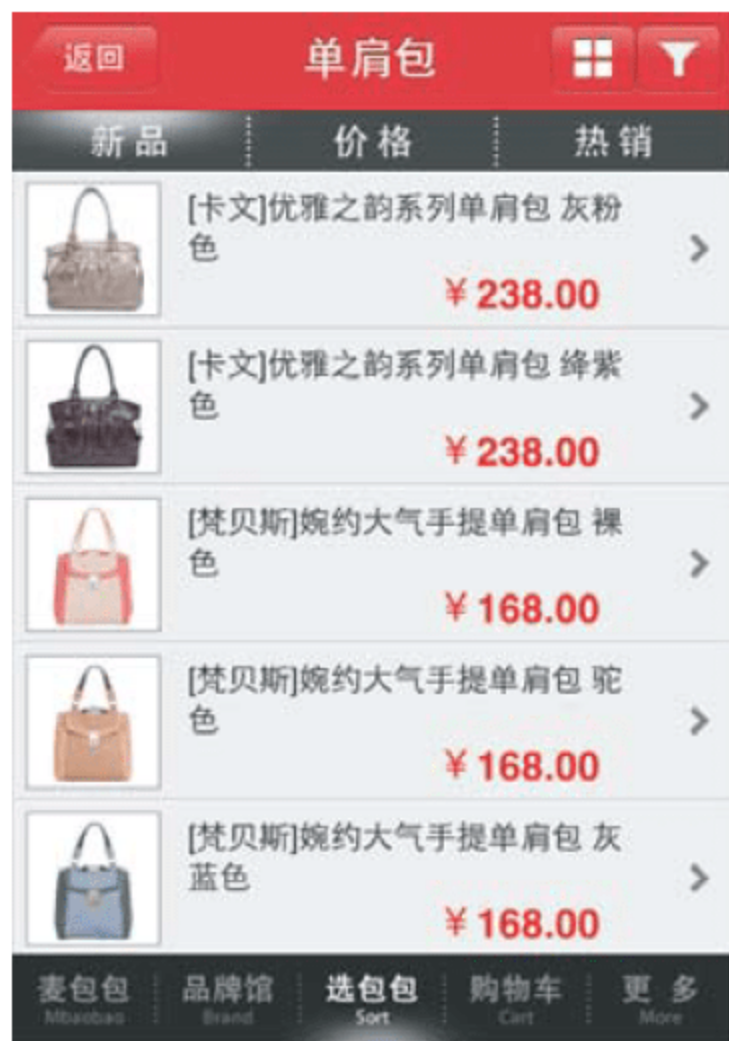 返回 单肩包
新品 价格 热销
[卡文]优雅之韵系列单肩包 灰粉
色
¥ 238.00
[卡文]优雅之韵系列单肩包 绛紫
色
¥ 238.00
[梵贝斯]婉约大气手提单肩包 裸
色
¥ 168.00
[梵贝斯]婉约大气手提单肩包 驼
色
¥ 168.00
[梵贝斯]婉约大气手提单肩包 灰
蓝色
¥ 168.00
麦包包 品牌馆 选包包 购物车 更多
Mbaobao Brand Sort Cart More